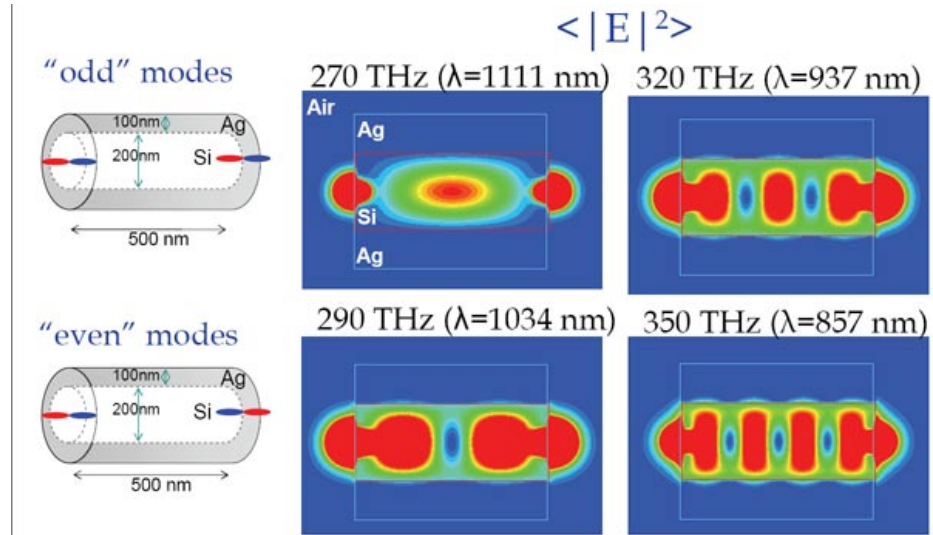 < | E | ²>
"odd" modes
270 THz (λ=1111 nm)
320 THz (λ=937 nm)
100nm
Ag
200nm
Si
500 nm
Air
Ag
Si
Ag
"even" modes
290 THz (λ=1034 nm)
350 THz (λ=857 nm)
100nm
Ag
200nm
Si
500 nm